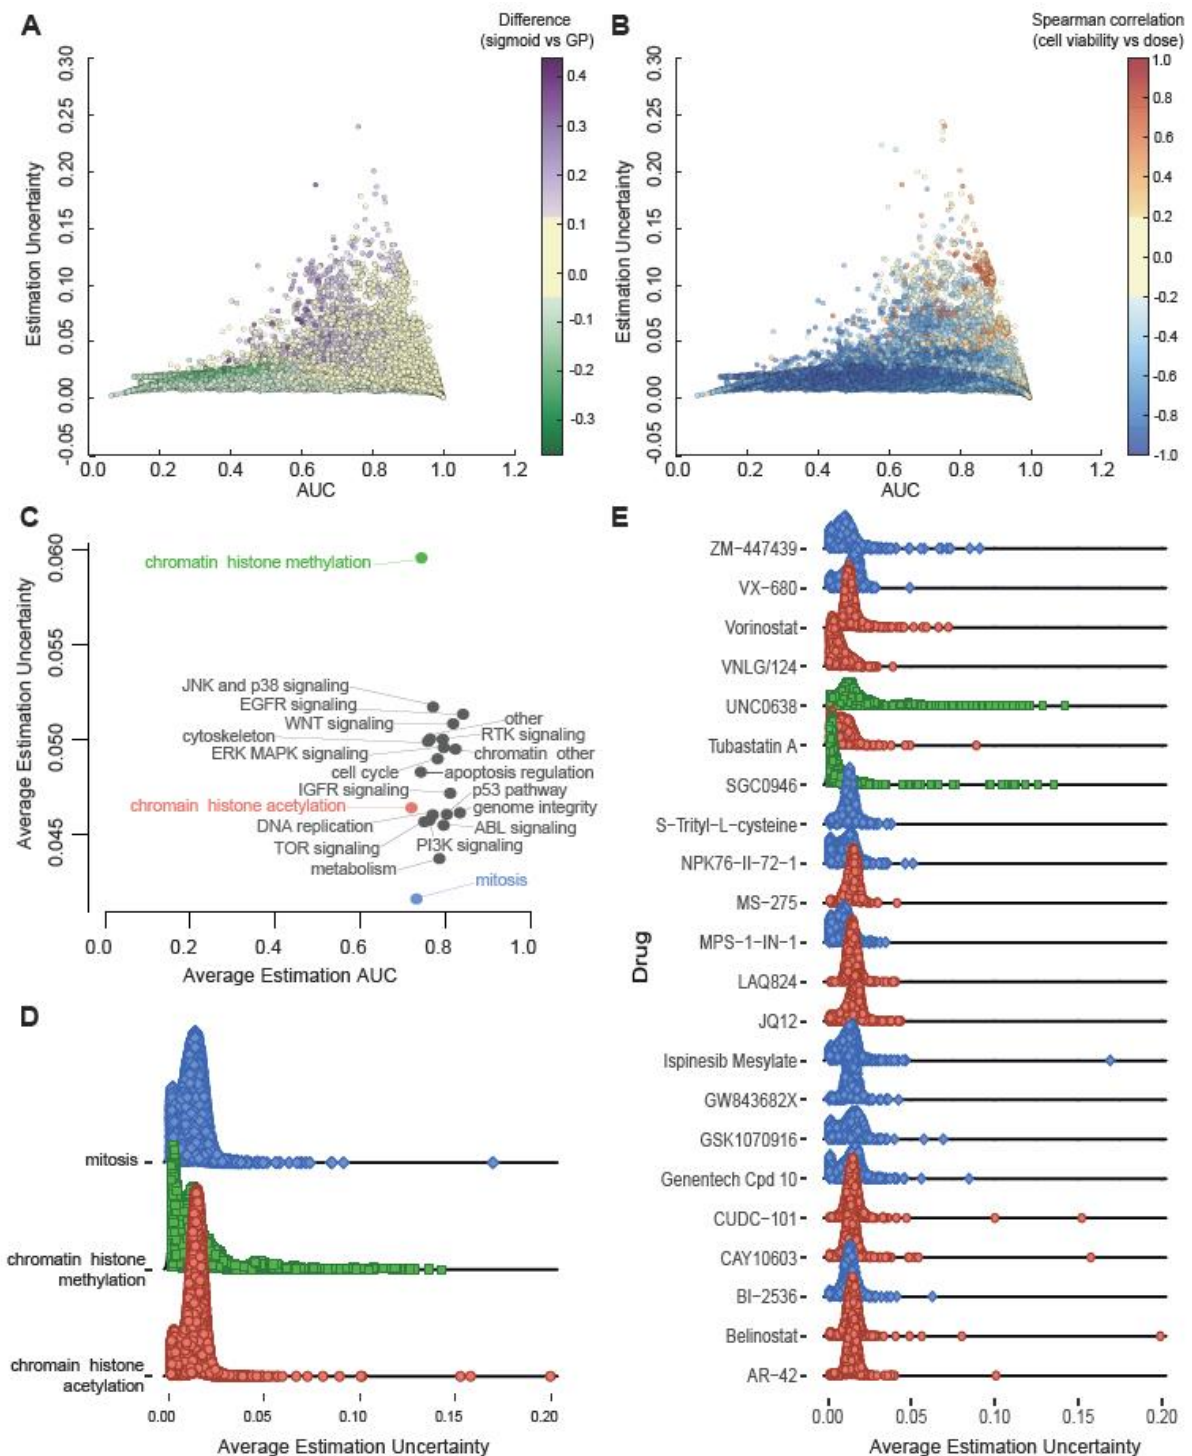 A
Difference
(sigmoid vs GP)
Estimation Uncertainty
0.30
0.25
0.20
0.15
0.10
0.05
0.00
-0.05
0.0 0.2 0.4 0.6 0.8 1.0 1.2
AUC
0.4
0.3
0.2
0.1
0.0
-0.1
-0.2
-0.3
B
Spearman correlation
(cell viability vs dose)
Estimation Uncertainty
0.30
0.25
0.20
0.15
0.10
0.05
0.00
-0.05
0.0 0.2 0.4 0.6 0.8 1.0 1.2
AUC
1.0
0.8
0.6
0.4
0.2
0.0
-0.2
-0.4
-0.6
-0.8
-1.0
C
Average Estimation Uncertainty
0.060
0.055
0.050
0.045
chromatin histone methylation
JNK and p38 signaling
EGFR signaling
WNT signaling
other
cytoskeleton
RTK signaling
ERK MAPK signaling
chromatin other
cell cycle
apoptosis regulation
IGFR signaling
p53 pathway
chromain histone acetylation
genome integrity
DNA replication
ABL signaling
TOR signaling
PI3K signaling
metabolism
mitosis
0.0 0.2 0.4 0.6 0.8 1.0
Average Estimation AUC
D
mitosis
chromatin histone
methylation
chromain histone
acetylation
0.00 0.05 0.10 0.15 0.20
Average Estimation Uncertainty
E
Drug
ZM-447439
VX-680
Vorinostat
VNLG/124
UNC0638
Tubastatin A
SGC0946
S-Trityl-L-cysteine
NPK76-II-72-1
MS-275
MPS-1-IN-1
LAQ824
JQ12
Ispinesib Mesylate
GW843682X
GSK1070916
Genentech Cpd 10
CUDC-101
CAY10603
BI-2536
Belinostat
AR-42
0.00 0.05 0.10 0.15 0.20
Average Estimation Uncertainty